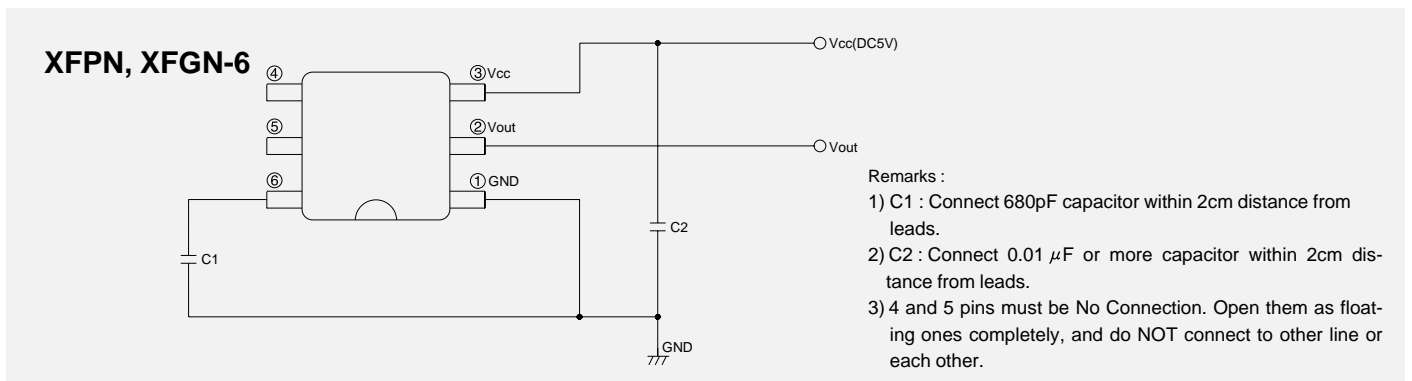 XFPN, XFGN-6
④
③Vcc
Vcc(DC5V)
⑤
②Vout
Vout
⑥
①GND
C1
C2
GND
Remarks :
1) C1 : Connect 680pF capacitor within 2cm distance from
leads.
2) C2 : Connect 0.01 μF or more capacitor within 2cm dis-
tance from leads.
3) 4 and 5 pins must be No Connection. Open them as float-
ing ones completely, and do NOT connect to other line or
each other.